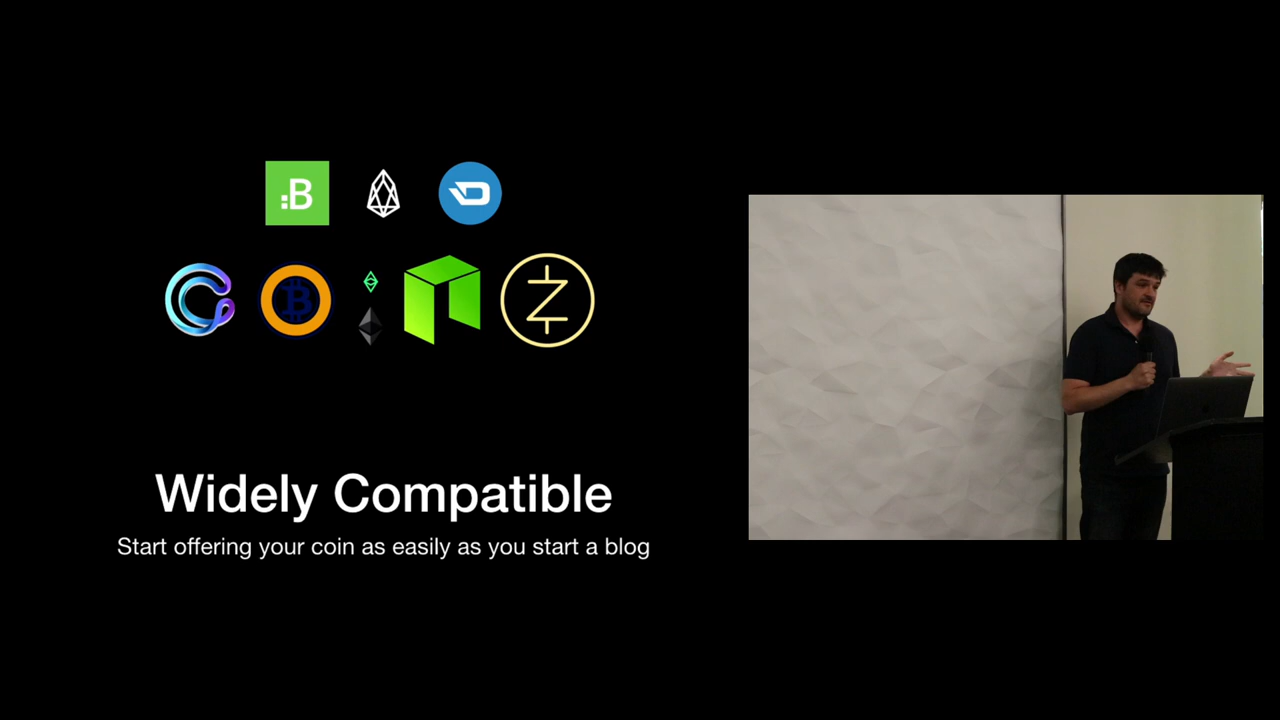 :B
Widely Compatible
Start offering your coin as easily as you start a blog